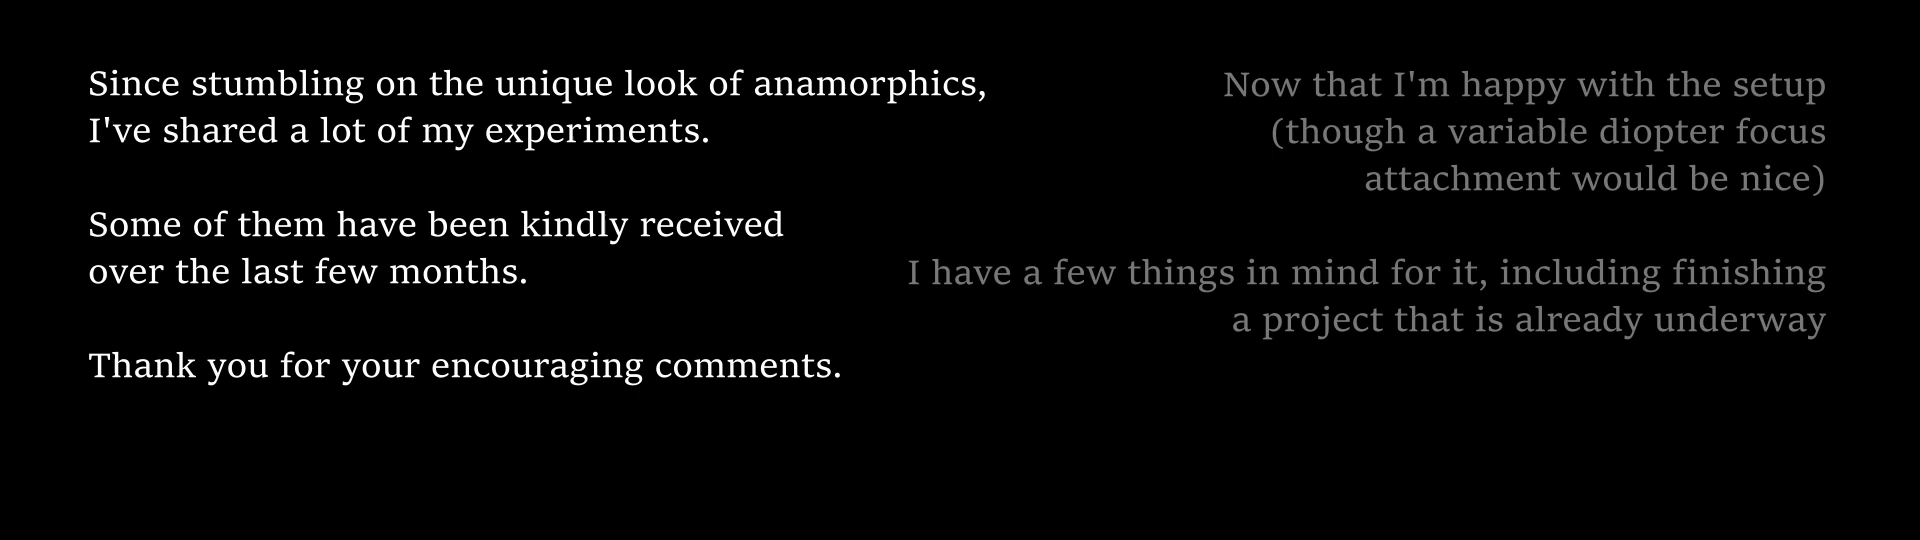 Since stumbling on the unique look of anamorphics,
I've shared a lot of my experiments.
Some of them have been kindly received
over the last few months.
Thank you for your encouraging comments.
Now that I'm happy with the setup
(though a variable diopter focus
attachment would be nice)
I have a few things in mind for it, including finishing
a project that is already underway